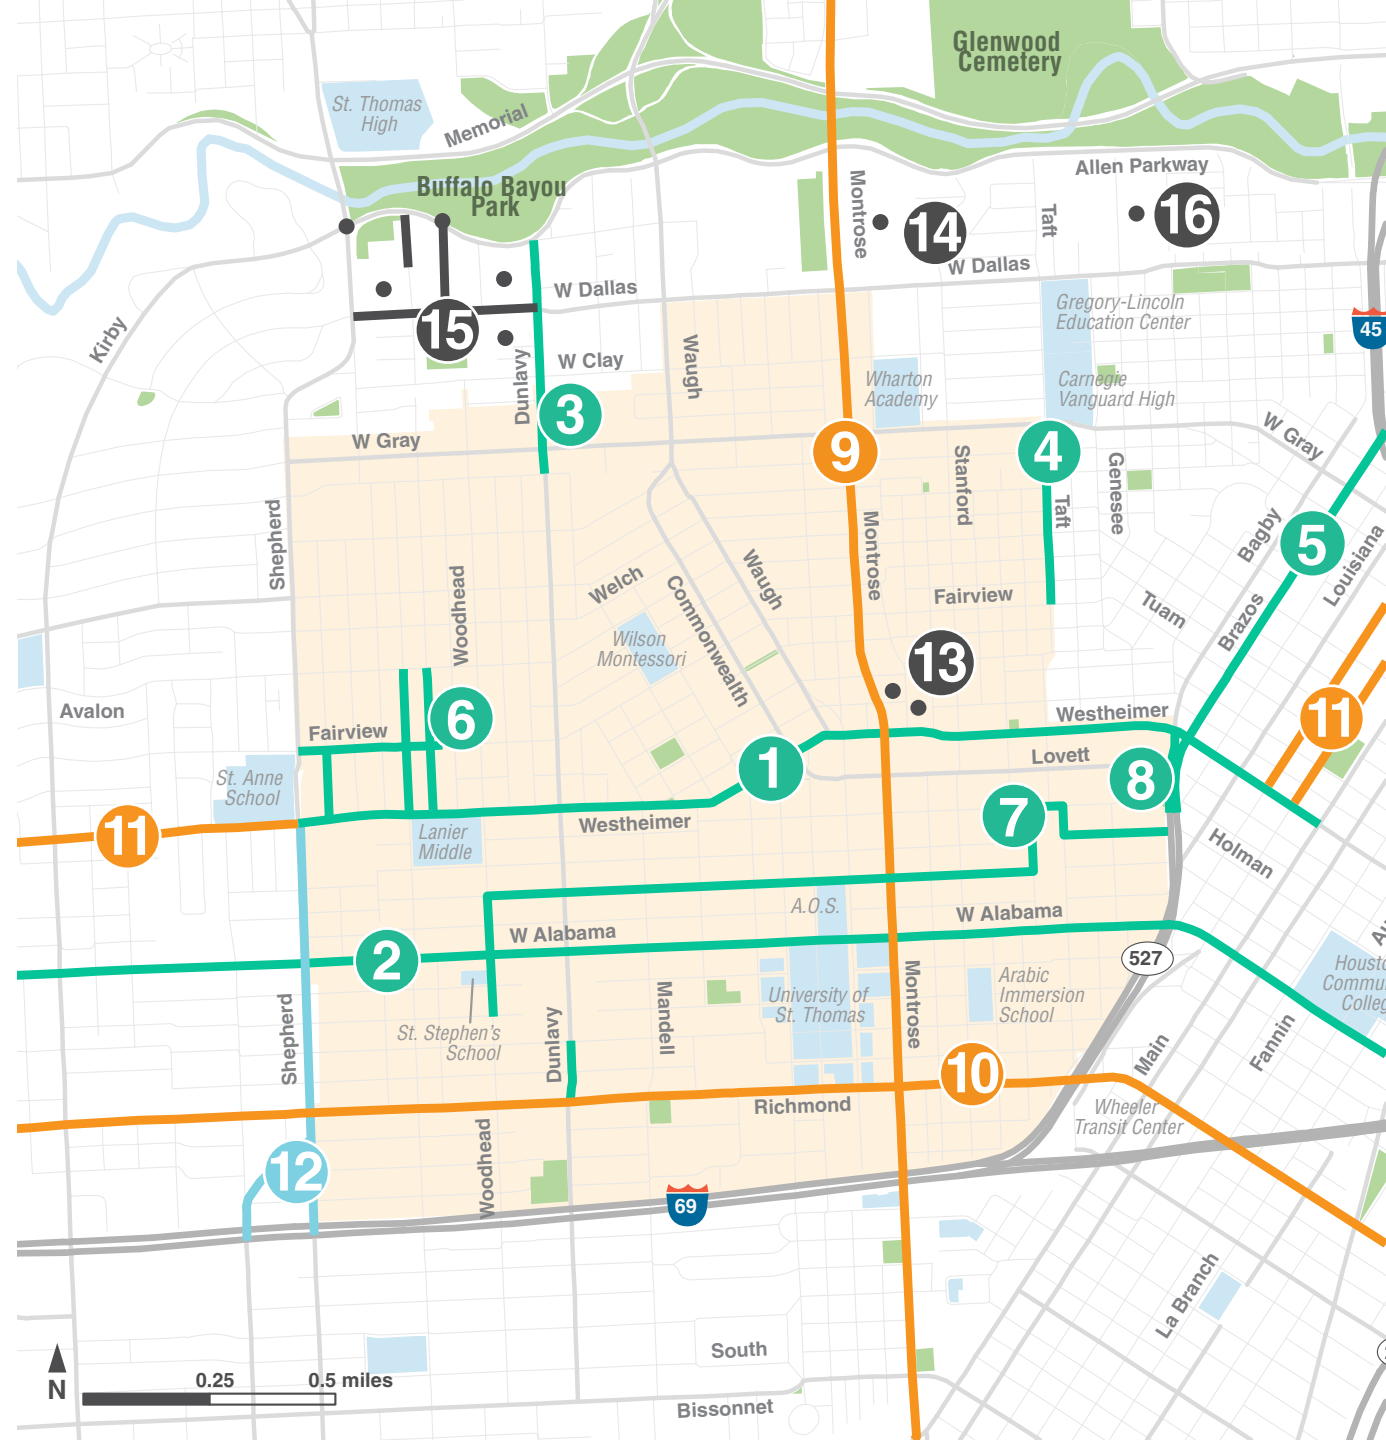 Glenwood
Cemetery
St. Thomas
High
Memorial
Allen Parkway
Buffalo Bayou
Park
Montrose
14
Taft
16
W Dallas
W Dallas
Gregory-Lincoln
Education Center
45
Kirby
15
Dunlavy
W Clay
Waugh
Wharton
Academy
Carnegie
Vanguard High
3
W Gray
W Gray
9
4
Stanford
Genesee
Shepherd
Taft
Montrose
Bagby
5
Louisiana
Woodhead
Welch
Commonwealth
Waugh
Fairview
Tuam
Brazos
Wilson
Montessori
13
Avalon
6
Fairview
Westheimer
11
Lovett
1
8
St. Anne
School
7
11
Lanier
Middle
Westheimer
Holman
A.O.S.
W Alabama
W Alabama
2
527
Houst
Commu
Colleg
Shepherd
St. Stephen's
School
Dunlavy
Mandell
University of
St. Thomas
Montrose
Arabic
Immersion
School
Main
Fannin
10
Richmond
Wheeler
Transit Center
Woodhead
12
69
La Branch
South
N
0.25
0.5 miles
Bissonnet